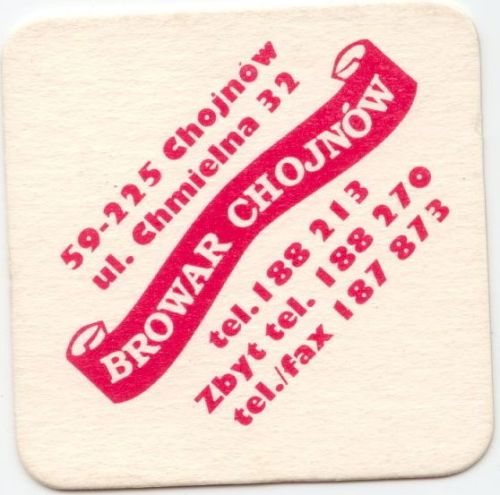 59-225 Chojnów
ul. Chmielna 32
BROWAR CHOJNÓW
tel. 188 213
Zbyt tel. 188 270
tel./fax 187 873